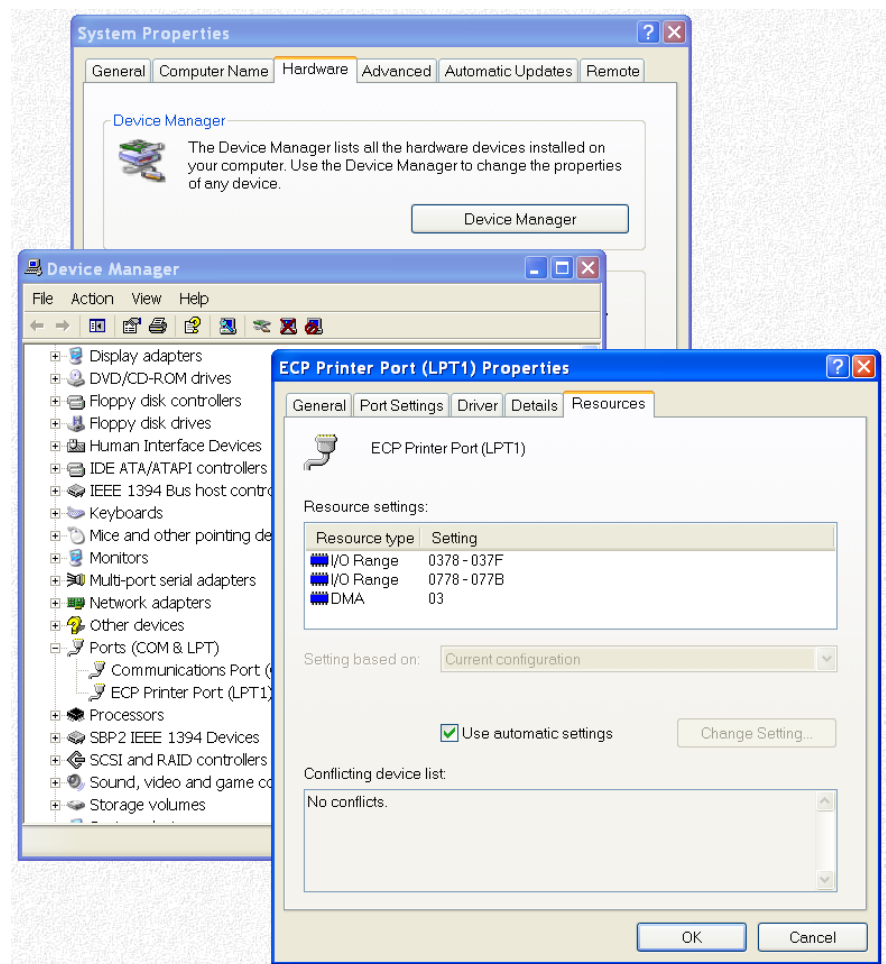 System Properties
General Computer Name Hardware Advanced Automatic Updates Remote
Device Manager
The Device Manager lists all the hardware devices installed on
your computer. Use the Device Manager to change the properties
of any device.
Device Manager
Device Manager
File Action View Help
Display adapters
DVD/CD-ROM drives
Floppy disk controllers
Floppy disk drives
Human Interface Devices
IDE ATA/ATAPI controllers
IEEE 1394 Bus host contro
Keyboards
Mice and other pointing de
Monitors
Multi-port serial adapters
Network adapters
Other devices
Ports (COM & LPT)
Communications Port (
ECP Printer Port (LPT1)
Processors
SBP2 IEEE 1394 Devices
SCSI and RAID controllers
Sound, video and game co
Storage volumes
ECP Printer Port (LPT1) Properties
General Port Settings Driver Details Resources
ECP Printer Port (LPT1)
Resource settings:
Resource type Setting
I/O Range 0378 - 037F
I/O Range 0778 - 077B
DMA 03
Setting based on: Current configuration
Use automatic settings Change Setting...
Conflicting device list:
No conflicts.
OK Cancel